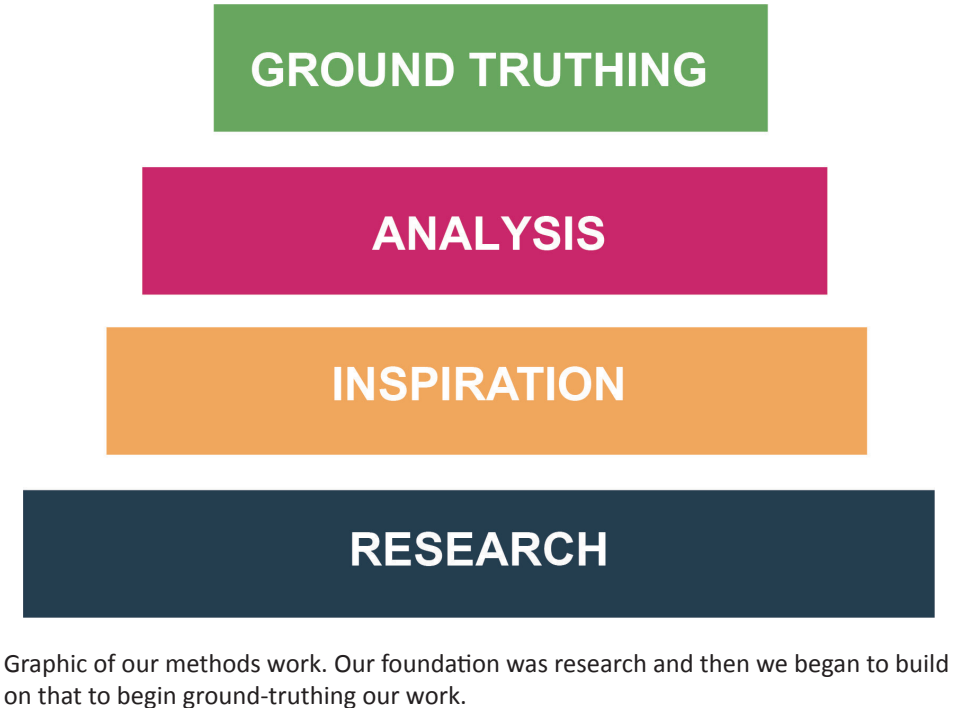 GROUND TRUTHING
ANALYSIS
INSPIRATION
RESEARCH
Graphic of our methods work. Our foundation was research and then we began to build
on that to begin ground-truthing our work.